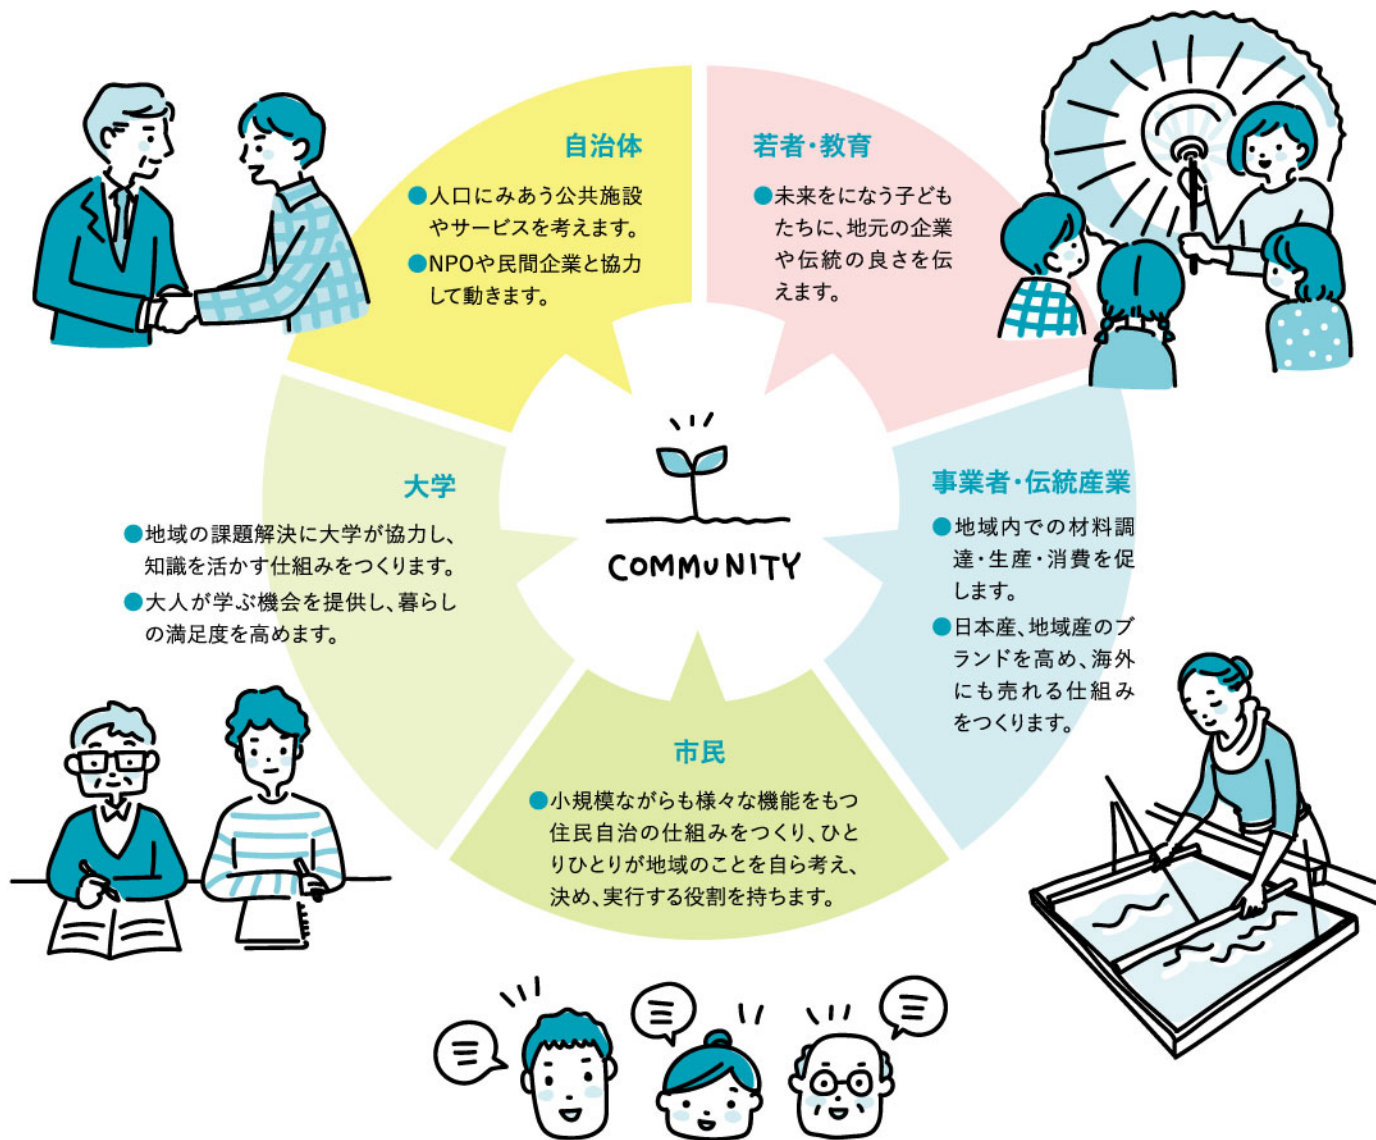 自治体
●人口にみあう公共施設
やサービスを考えます。
●NPOや民間企業と協力
して動きます。
若者・教育
●未来をになう子ども
たちに、地元の企業
や伝統の良さを伝
えます。
大学
●地域の課題解決に大学が協力し、
知識を活かす仕組みをつくります。
●大人が学ぶ機会を提供し、暮らし
の満足度を高めます。
COMMUNITY
事業者・伝統産業
●地域内での材料調
達・生産・消費を促
します。
●日本産、地域産のブ
ランドを高め、海外
にも売れる仕組み
をつくります。
市民
●小規模ながらも様々な機能をもつ
住民自治の仕組みをつくり、ひと
りひとりが地域のことを自ら考え、
決め、実行する役割を持ちます。